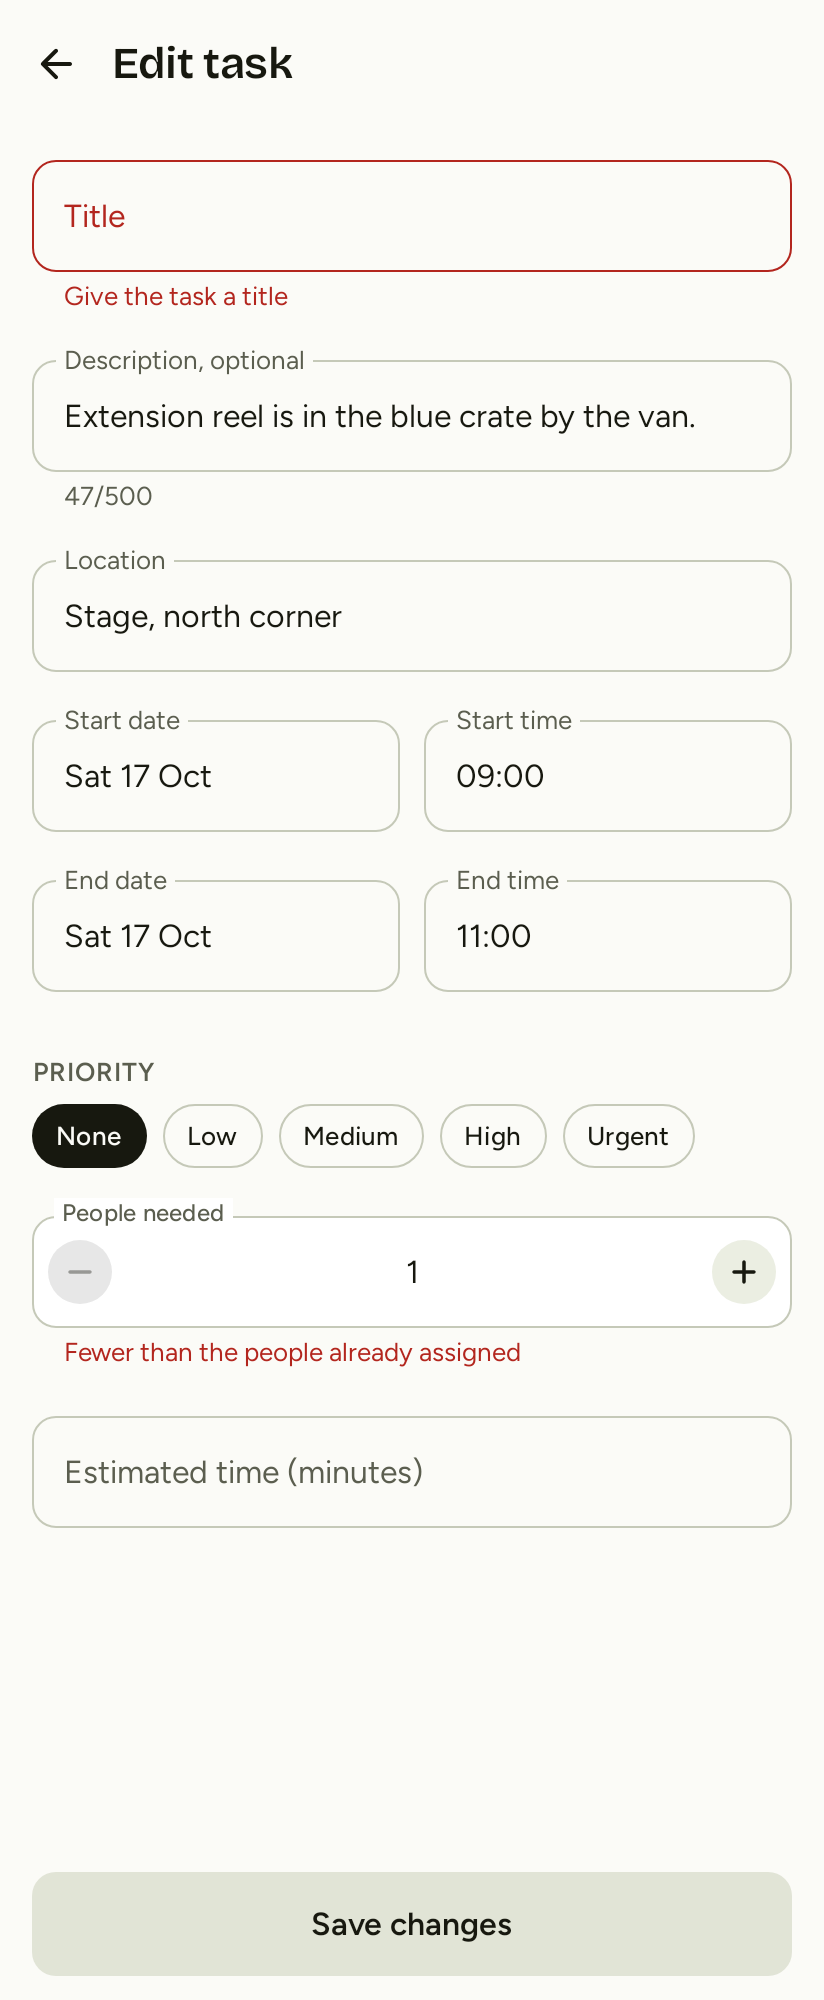 Edit task
Title
Give the task a title
Description, optional
Extension reel is in the blue crate by the van.
47/500
Location
Stage, north corner
Start date
Start time
Sat 17 Oct
09:00
End date
End time
Sat 17 Oct
11:00
PRIORITY
None
Low
Medium
High
Urgent
People needed
1
Fewer than the people already assigned
Estimated time (minutes)
Save changes